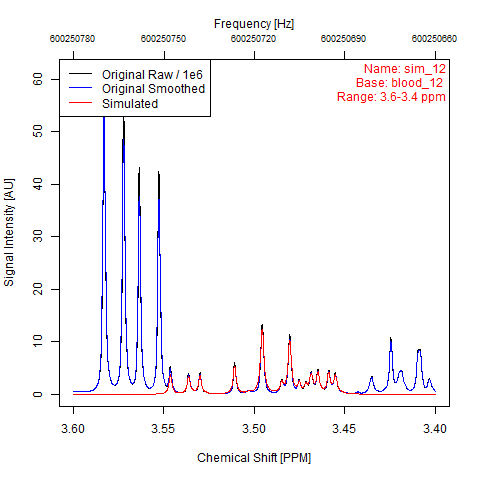 Frequency [Hz]
600250780 600250750 600250720 600250690 600250660
Original Raw / 1e6
Original Smoothed
Simulated
Name: sim_12
Base: blood_12
Range: 3.6-3.4 ppm
Signal Intensity [AU]
60
50
40
30
20
10
0
3.60 3.55 3.50 3.45 3.40
Chemical Shift [PPM]